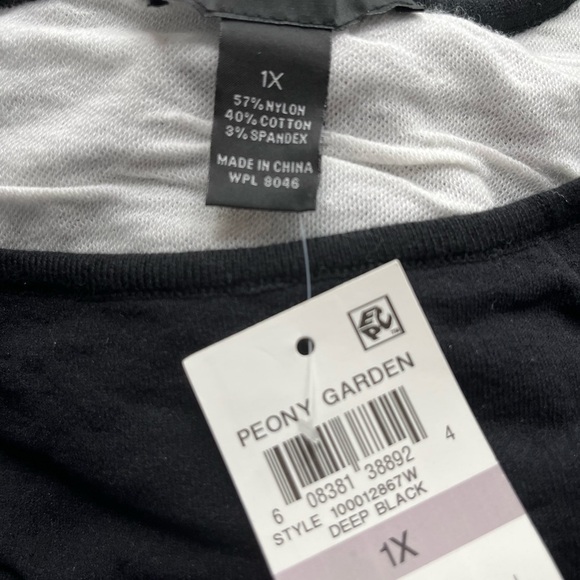 1X
57% NYLON
40% COTTON
3% SPANDEX
MADE IN CHINA
WPL 8046
EPC
PEONY GARDEN
6 08381 38892 4
STYLE 100012867W
DEEP BLACK
1X